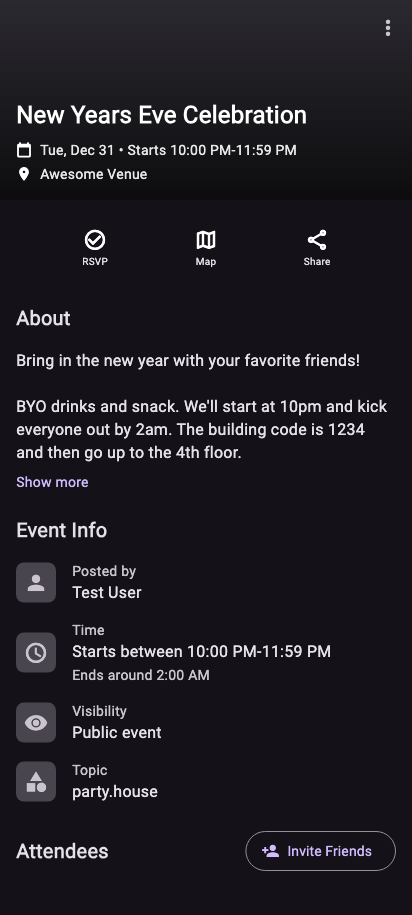 New Years Eve Celebration
Tue, Dec 31 • Starts 10:00 PM-11:59 PM
Awesome Venue
RSVP
Map
Share
About
Bring in the new year with your favorite friends!
BYO drinks and snack. We'll start at 10pm and kick
everyone out by 2am. The building code is 1234
and then go up to the 4th floor.
Show more
Event Info
Posted by
Test User
Time
Starts between 10:00 PM-11:59 PM
Ends around 2:00 AM
Visibility
Public event
Topic
party.house
Attendees
Invite Friends